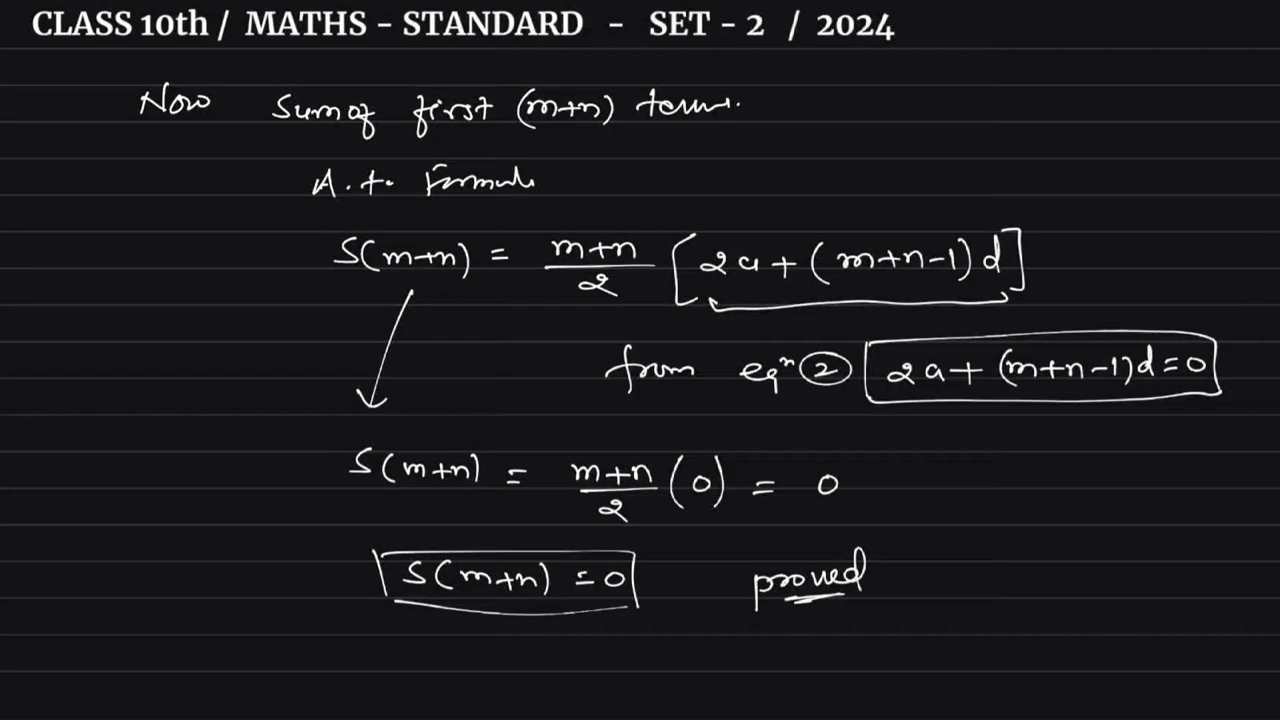 CLASS 10th / MATHS - STANDARD - SET - 2 / 2024
Now Sum of first (m+n) terms.
A. to Formula
S(m+n) = m+n/2 [2a + (m+n-1)d]
from eqⁿ ② 2a + (m+n-1)d = 0
S(m+n) = m+n/2 (0) = 0
S(m+n) = 0 proved